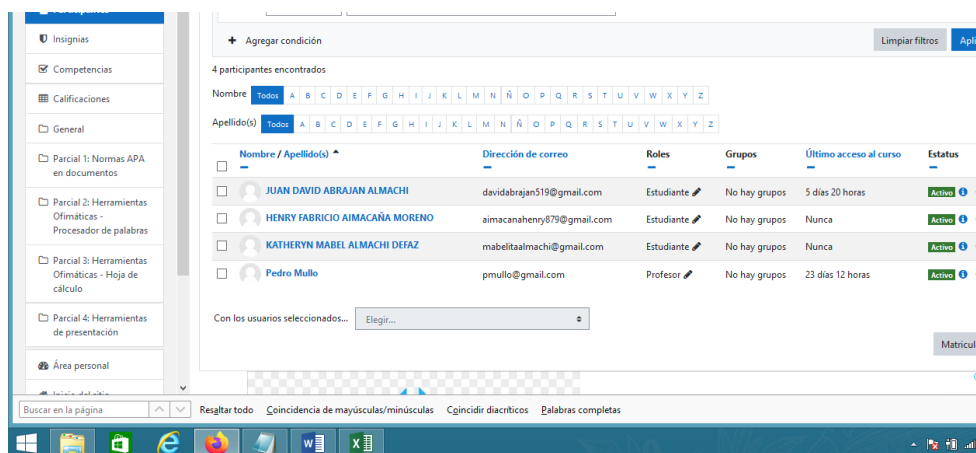 Insignias
Competencias
Calificaciones
General
Parcial 1: Normas APA
en documentos
Parcial 2: Herramientas
Ofimáticas -
Procesador de palabras
Parcial 3: Herramientas
Ofimáticas - Hoja de
cálculo
Parcial 4: Herramientas
de presentación
Área personal
Agregar condición
Limpiar filtros
4 participantes encontrados
Nombre Todos A B C D E F G H I J K L M N Ñ O P Q R S T U V W X Y Z
Apellido(s) Todos A B C D E F G H I J K L M N Ñ O P Q R S T U V W X Y Z
Nombre / Apellido(s) Dirección de correo Roles Grupos Último acceso al curso Estatus
JUAN DAVID ABRAJAN ALMACHI davidabrajan519@gmail.com Estudiante No hay grupos 5 días 20 horas Activo
HENRY FABRICIO AIMACAÑA MORENO aimacanahenry879@gmail.com Estudiante No hay grupos Nunca Activo
KATHERYN MABEL ALMACHI DEFAZ mabelitaalmachi@gmail.com Estudiante No hay grupos Nunca Activo
Pedro Mullo pmullo@gmail.com Profesor No hay grupos 23 días 12 horas Activo
Con los usuarios seleccionados... Elegir...
Matricul
Buscar en la página Resaltar todo Coincidencia de mayúsculas/minúsculas Coincidir diacríticos Palabras completas